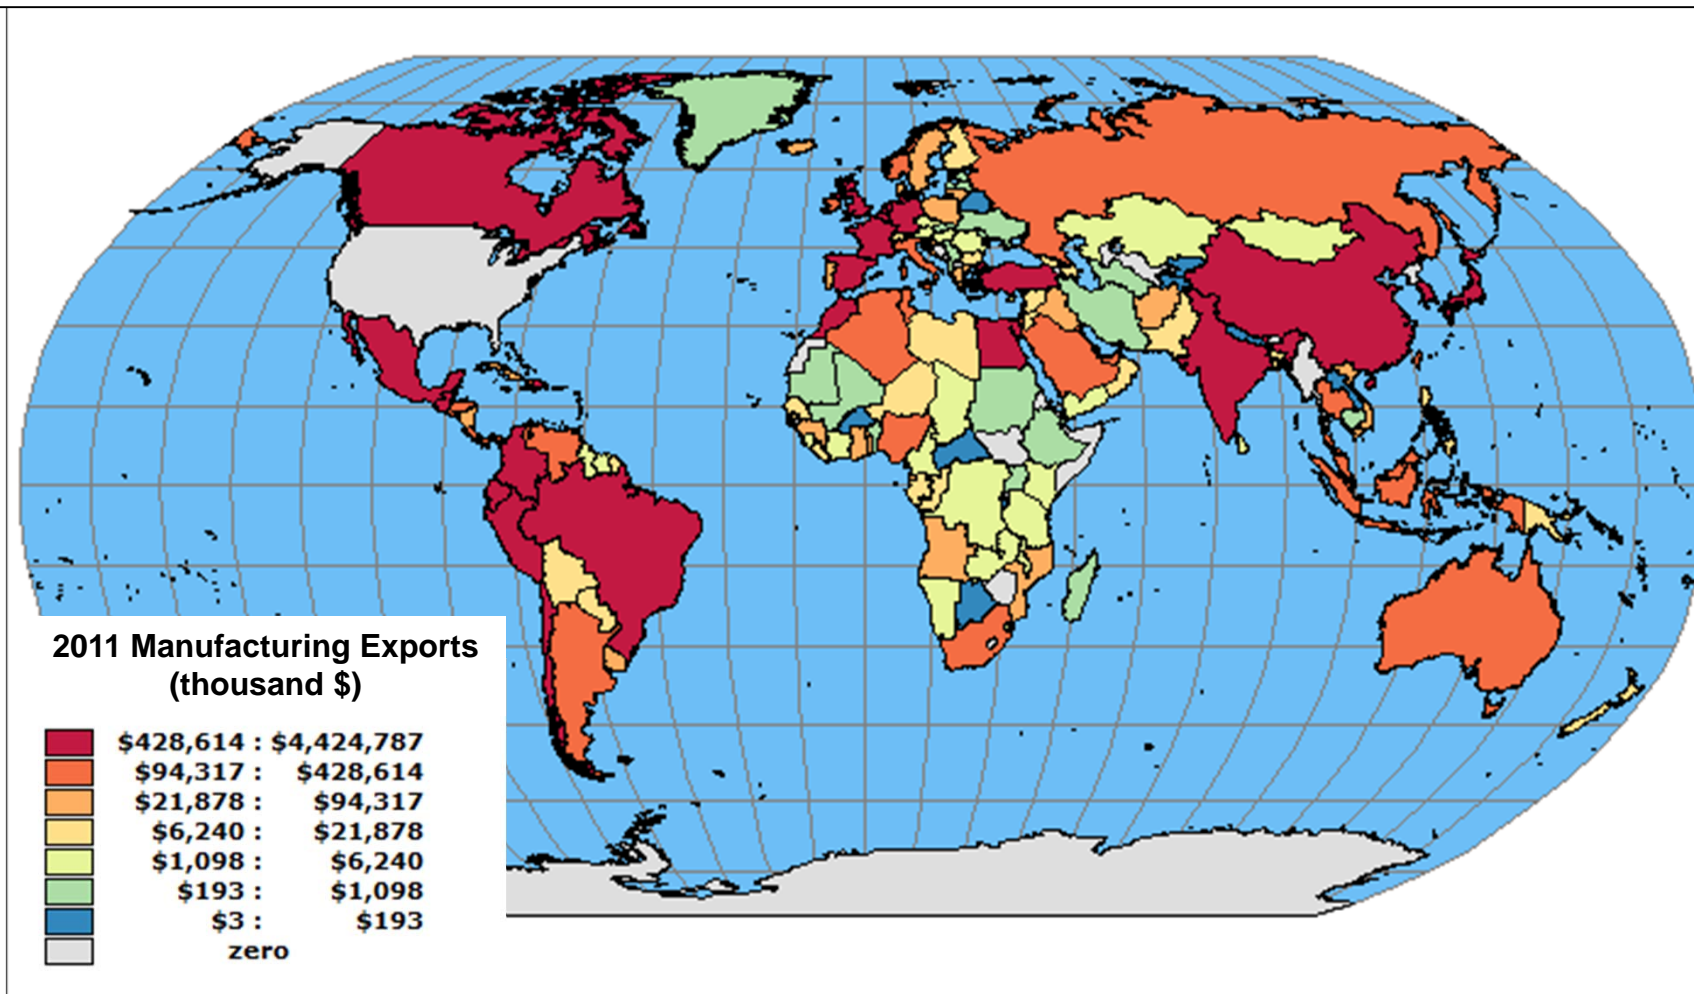 2011 Manufacturing Exports
(thousand $)
$428,614 : $4,424,787
$94,317 : $428,614
$21,878 : $94,317
$6,240 : $21,878
$1,098 : $6,240
$193 : $1,098
$3 : $193
zero